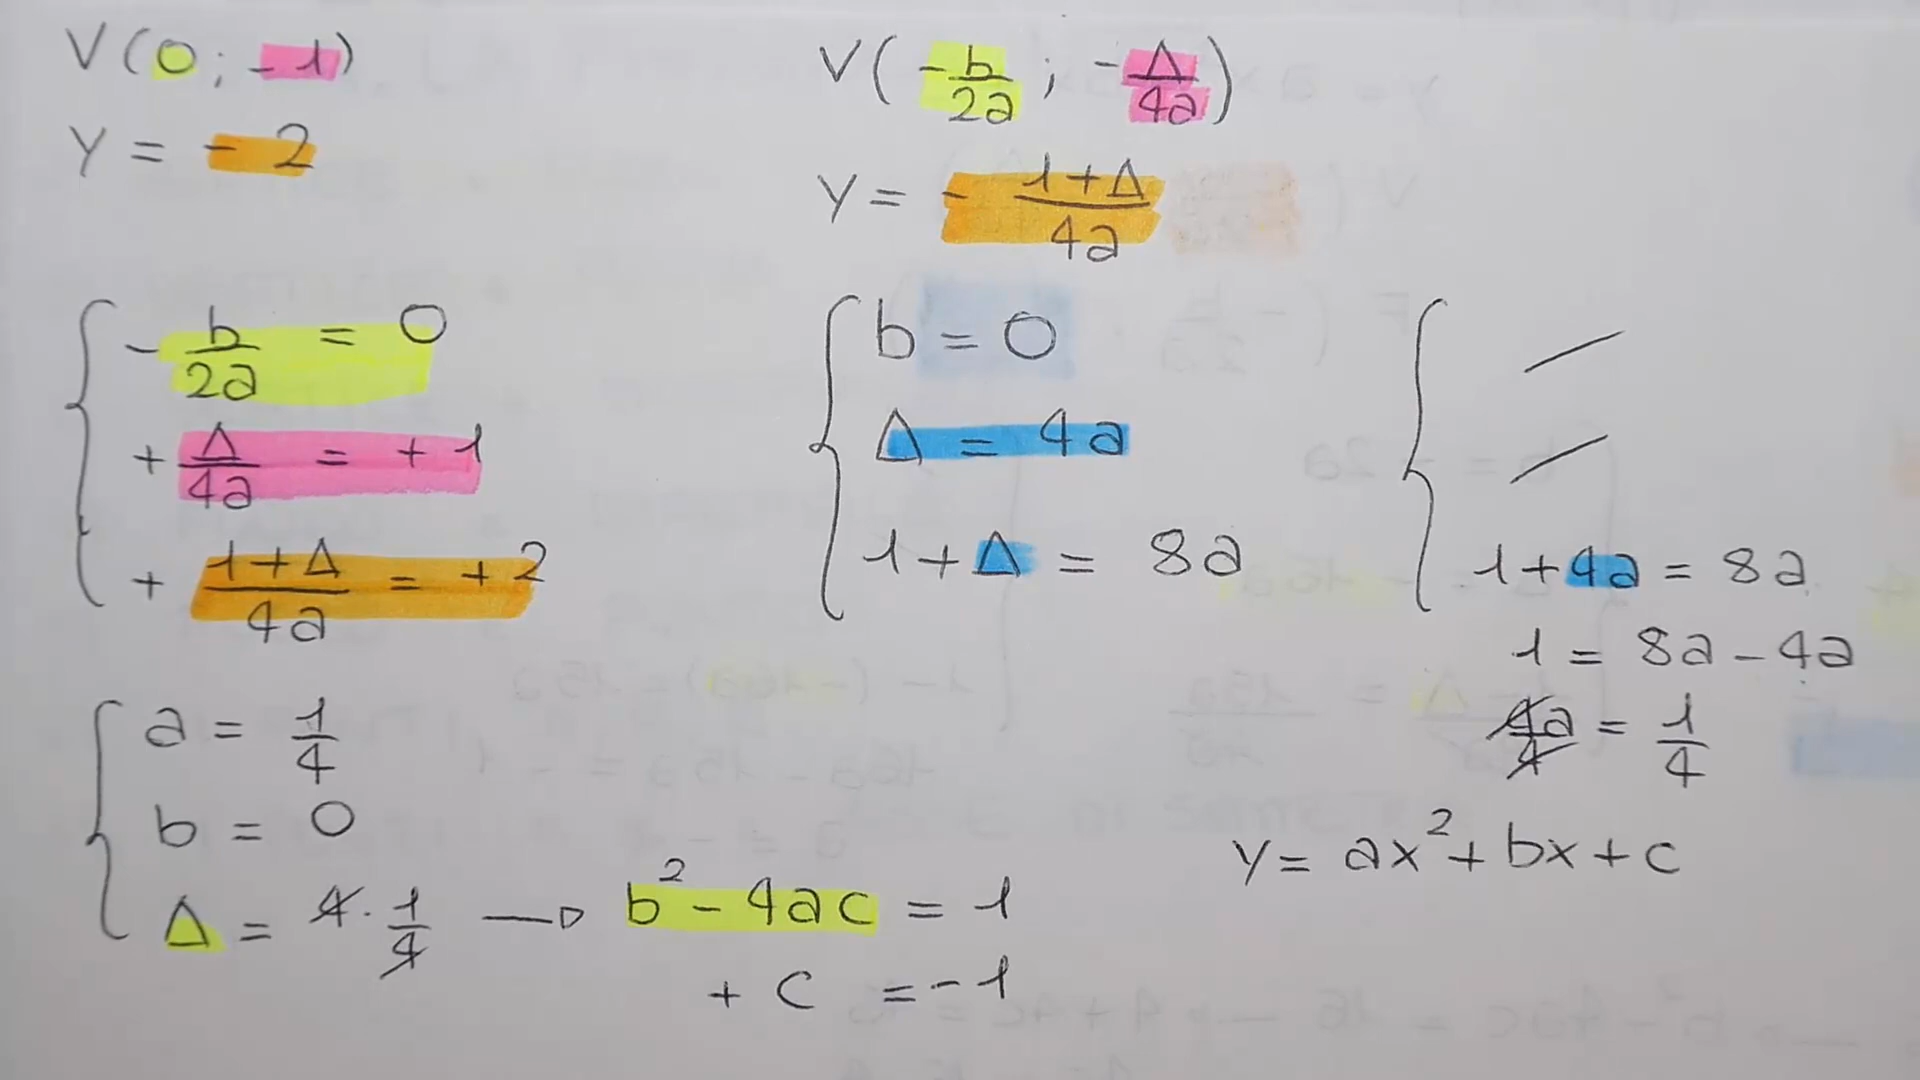 V(0; -1)
Y = -2
V(-b/2a; -Δ/4a)
Y = - (1+Δ)/4a
{ - b/2a = 0
+ Δ/4a = +1
+ (1+Δ)/4a = +2
{ b = 0
Δ = 4a
1+Δ = 8a
{
1+4a = 8a
1 = 8a - 4a
4a/4 = 1/4
{ a = 1/4
b = 0
Δ = 4 · 1/4 → b² - 4ac = 1
+ c = -1
Y = ax² + bx + c